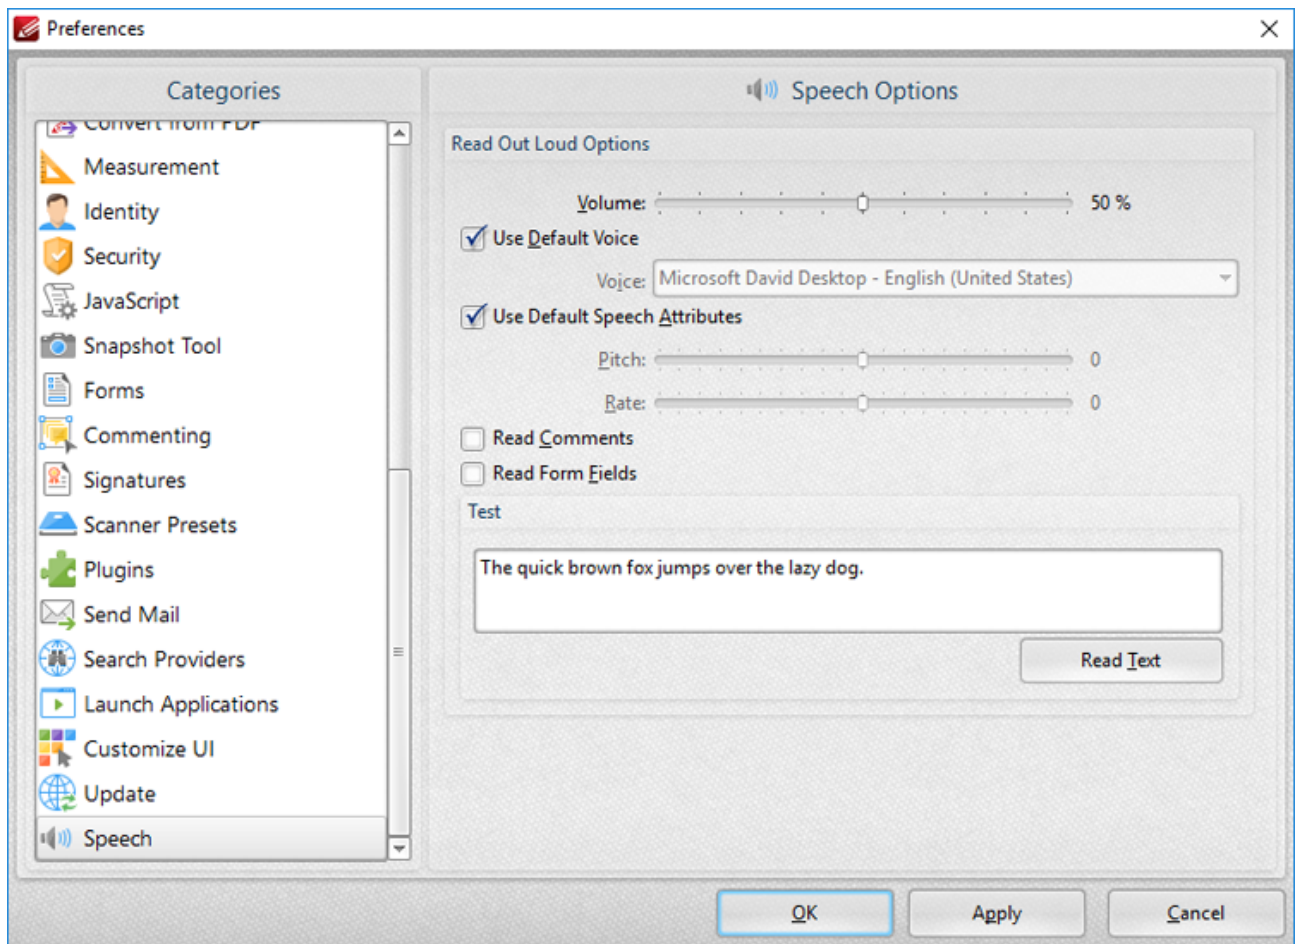 Preferences
Categories
Convert from PDF
Measurement
Identity
Security
JavaScript
Snapshot Tool
Forms
Commenting
Signatures
Scanner Presets
Plugins
Send Mail
Search Providers
Launch Applications
Customize UI
Update
Speech
Speech Options
Read Out Loud Options
Volume: 50 %
Use Default Voice
Voice: Microsoft David Desktop - English (United States)
Use Default Speech Attributes
Pitch: 0
Rate: 0
Read Comments
Read Form Fields
Test
The quick brown fox jumps over the lazy dog.
Read Text
OK Apply Cancel